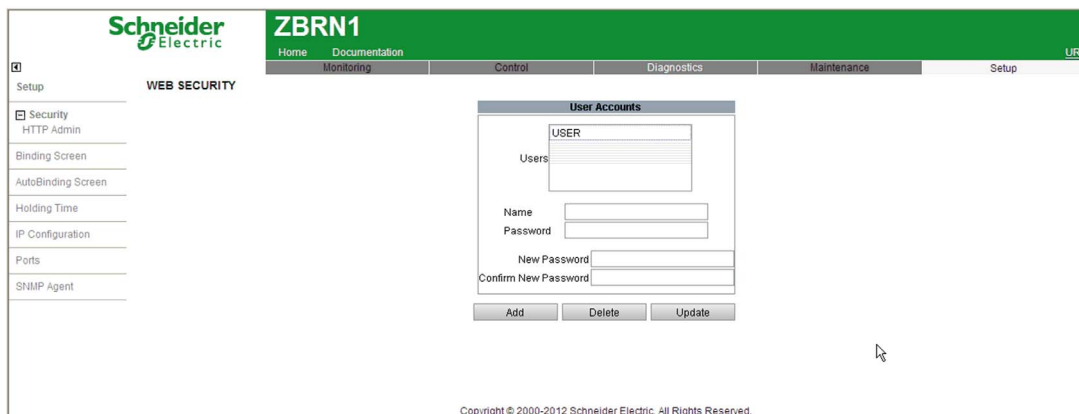 Schneider
Electric
ZBRN1
Home Documentation
UR
Monitoring Control Diagnostics Maintenance Setup
Setup
WEB SECURITY
Security
HTTP Admin
Binding Screen
AutoBinding Screen
Holding Time
IP Configuration
Ports
SNMP Agent
User Accounts
Users
USER
Name
Password
New Password
Confirm New Password
Add Delete Update
Copyright © 2000-2012 Schneider Electric. All Rights Reserved.